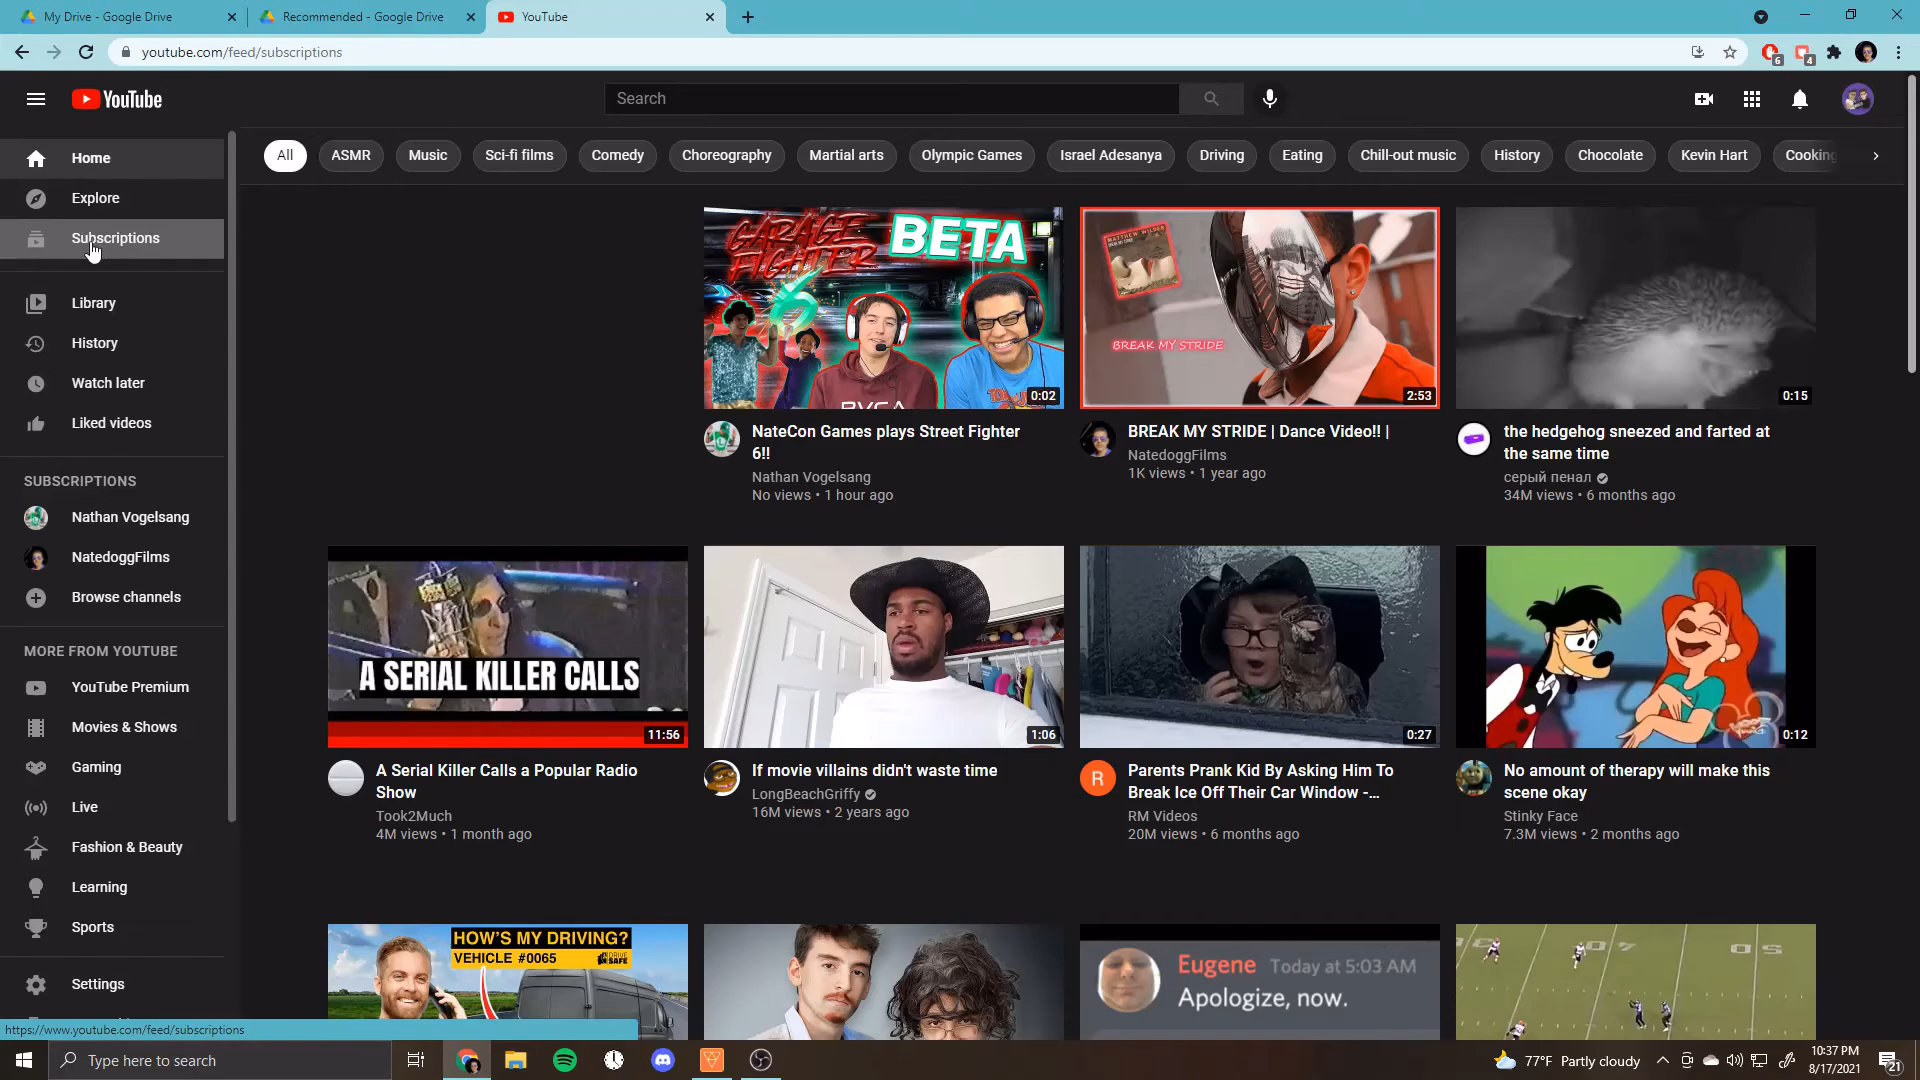 My Drive - Google Drive
Recommended - Google Drive
YouTube
youtube.com/feed/subscriptions
6
4
YouTube
Search
Home
Explore
Subscriptions
Library
History
Watch later
Liked videos
SUBSCRIPTIONS
Nathan Vogelsang
NatedoggFilms
Browse channels
MORE FROM YOUTUBE
YouTube Premium
Movies & Shows
Gaming
Live
Fashion & Beauty
Learning
Sports
Settings
https://www.youtube.com/feed/subscriptions
All
ASMR
Music
Sci-fi films
Comedy
Choreography
Martial arts
Olympic Games
Israel Adesanya
Driving
Eating
Chill-out music
History
Chocolate
Kevin Hart
Cooking
GARAGE
FIGHTER
BETA
6
0:02
NateCon Games plays Street Fighter
6!!
Nathan Vogelsang
No views • 1 hour ago
MATTHEW WILDER
BREAK MY STRIDE
2:53
BREAK MY STRIDE | Dance Video!! |
NatedoggFilms
1K views • 1 year ago
0:15
the hedgehog sneezed and farted at
the same time
серый пенал
34M views • 6 months ago
A SERIAL KILLER CALLS
11:56
A Serial Killer Calls a Popular Radio
Show
Took2Much
4M views • 1 month ago
1:06
If movie villains didn't waste time
LongBeachGriffy
16M views • 2 years ago
0:27
R
Parents Prank Kid By Asking Him To
Break Ice Off Their Car Window -...
RM Videos
20M views • 6 months ago
0:12
No amount of therapy will make this
scene okay
Stinky Face
7.3M views • 2 months ago
HOW'S MY DRIVING?
VEHICLE #0065
DRIVE
SAFE
Eugene Today at 5:03 AM
Apologize, now.
Type here to search
77°F Partly cloudy
10:37 PM
8/17/2021
21